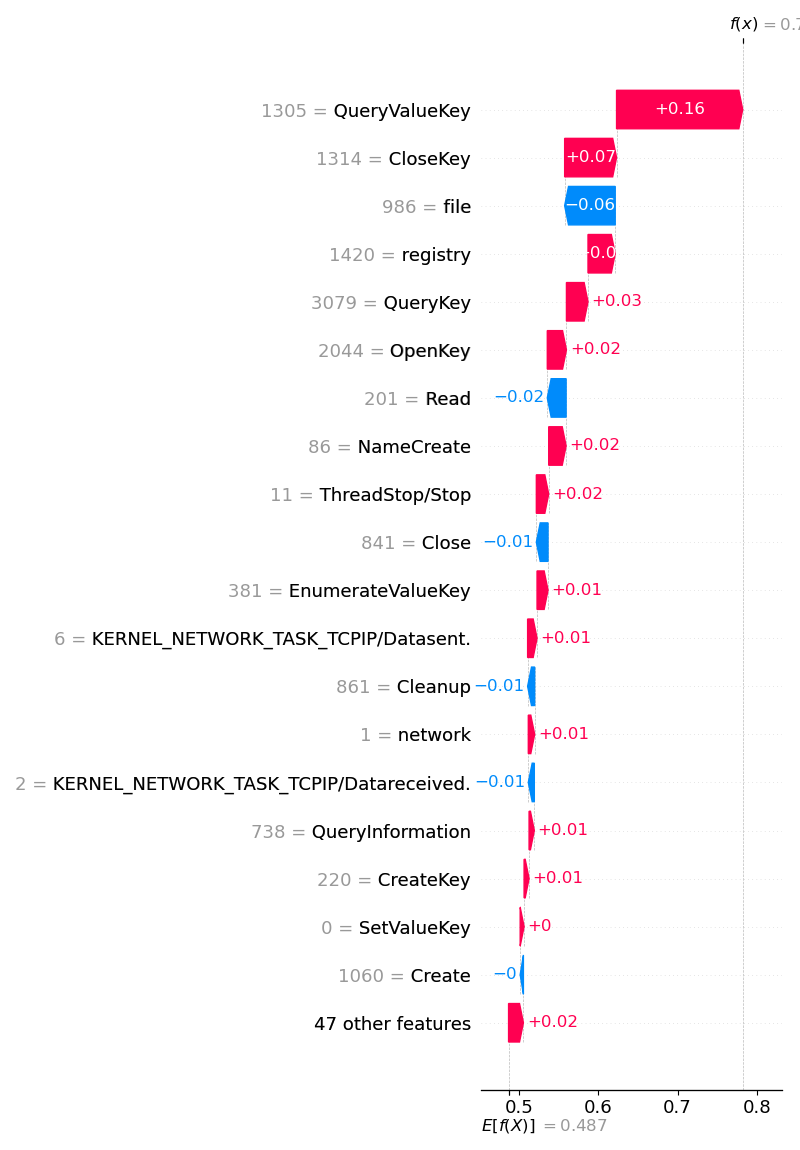 f(x) = 0.7
1305 = QueryValueKey +0.16
1314 = CloseKey +0.07
986 = file −0.06
1420 = registry
3079 = QueryKey +0.03
2044 = OpenKey +0.02
201 = Read −0.02
86 = NameCreate +0.02
11 = ThreadStop/Stop +0.02
841 = Close −0.01
381 = EnumerateValueKey +0.01
6 = KERNEL_NETWORK_TASK_TCPIP/Datasent. +0.01
861 = Cleanup −0.01
1 = network +0.01
2 = KERNEL_NETWORK_TASK_TCPIP/Datareceived. −0.01
738 = QueryInformation +0.01
220 = CreateKey +0.01
0 = SetValueKey +0
1060 = Create −0
47 other features +0.02
0.5 0.6 0.7 0.8
E[f(X)] = 0.487